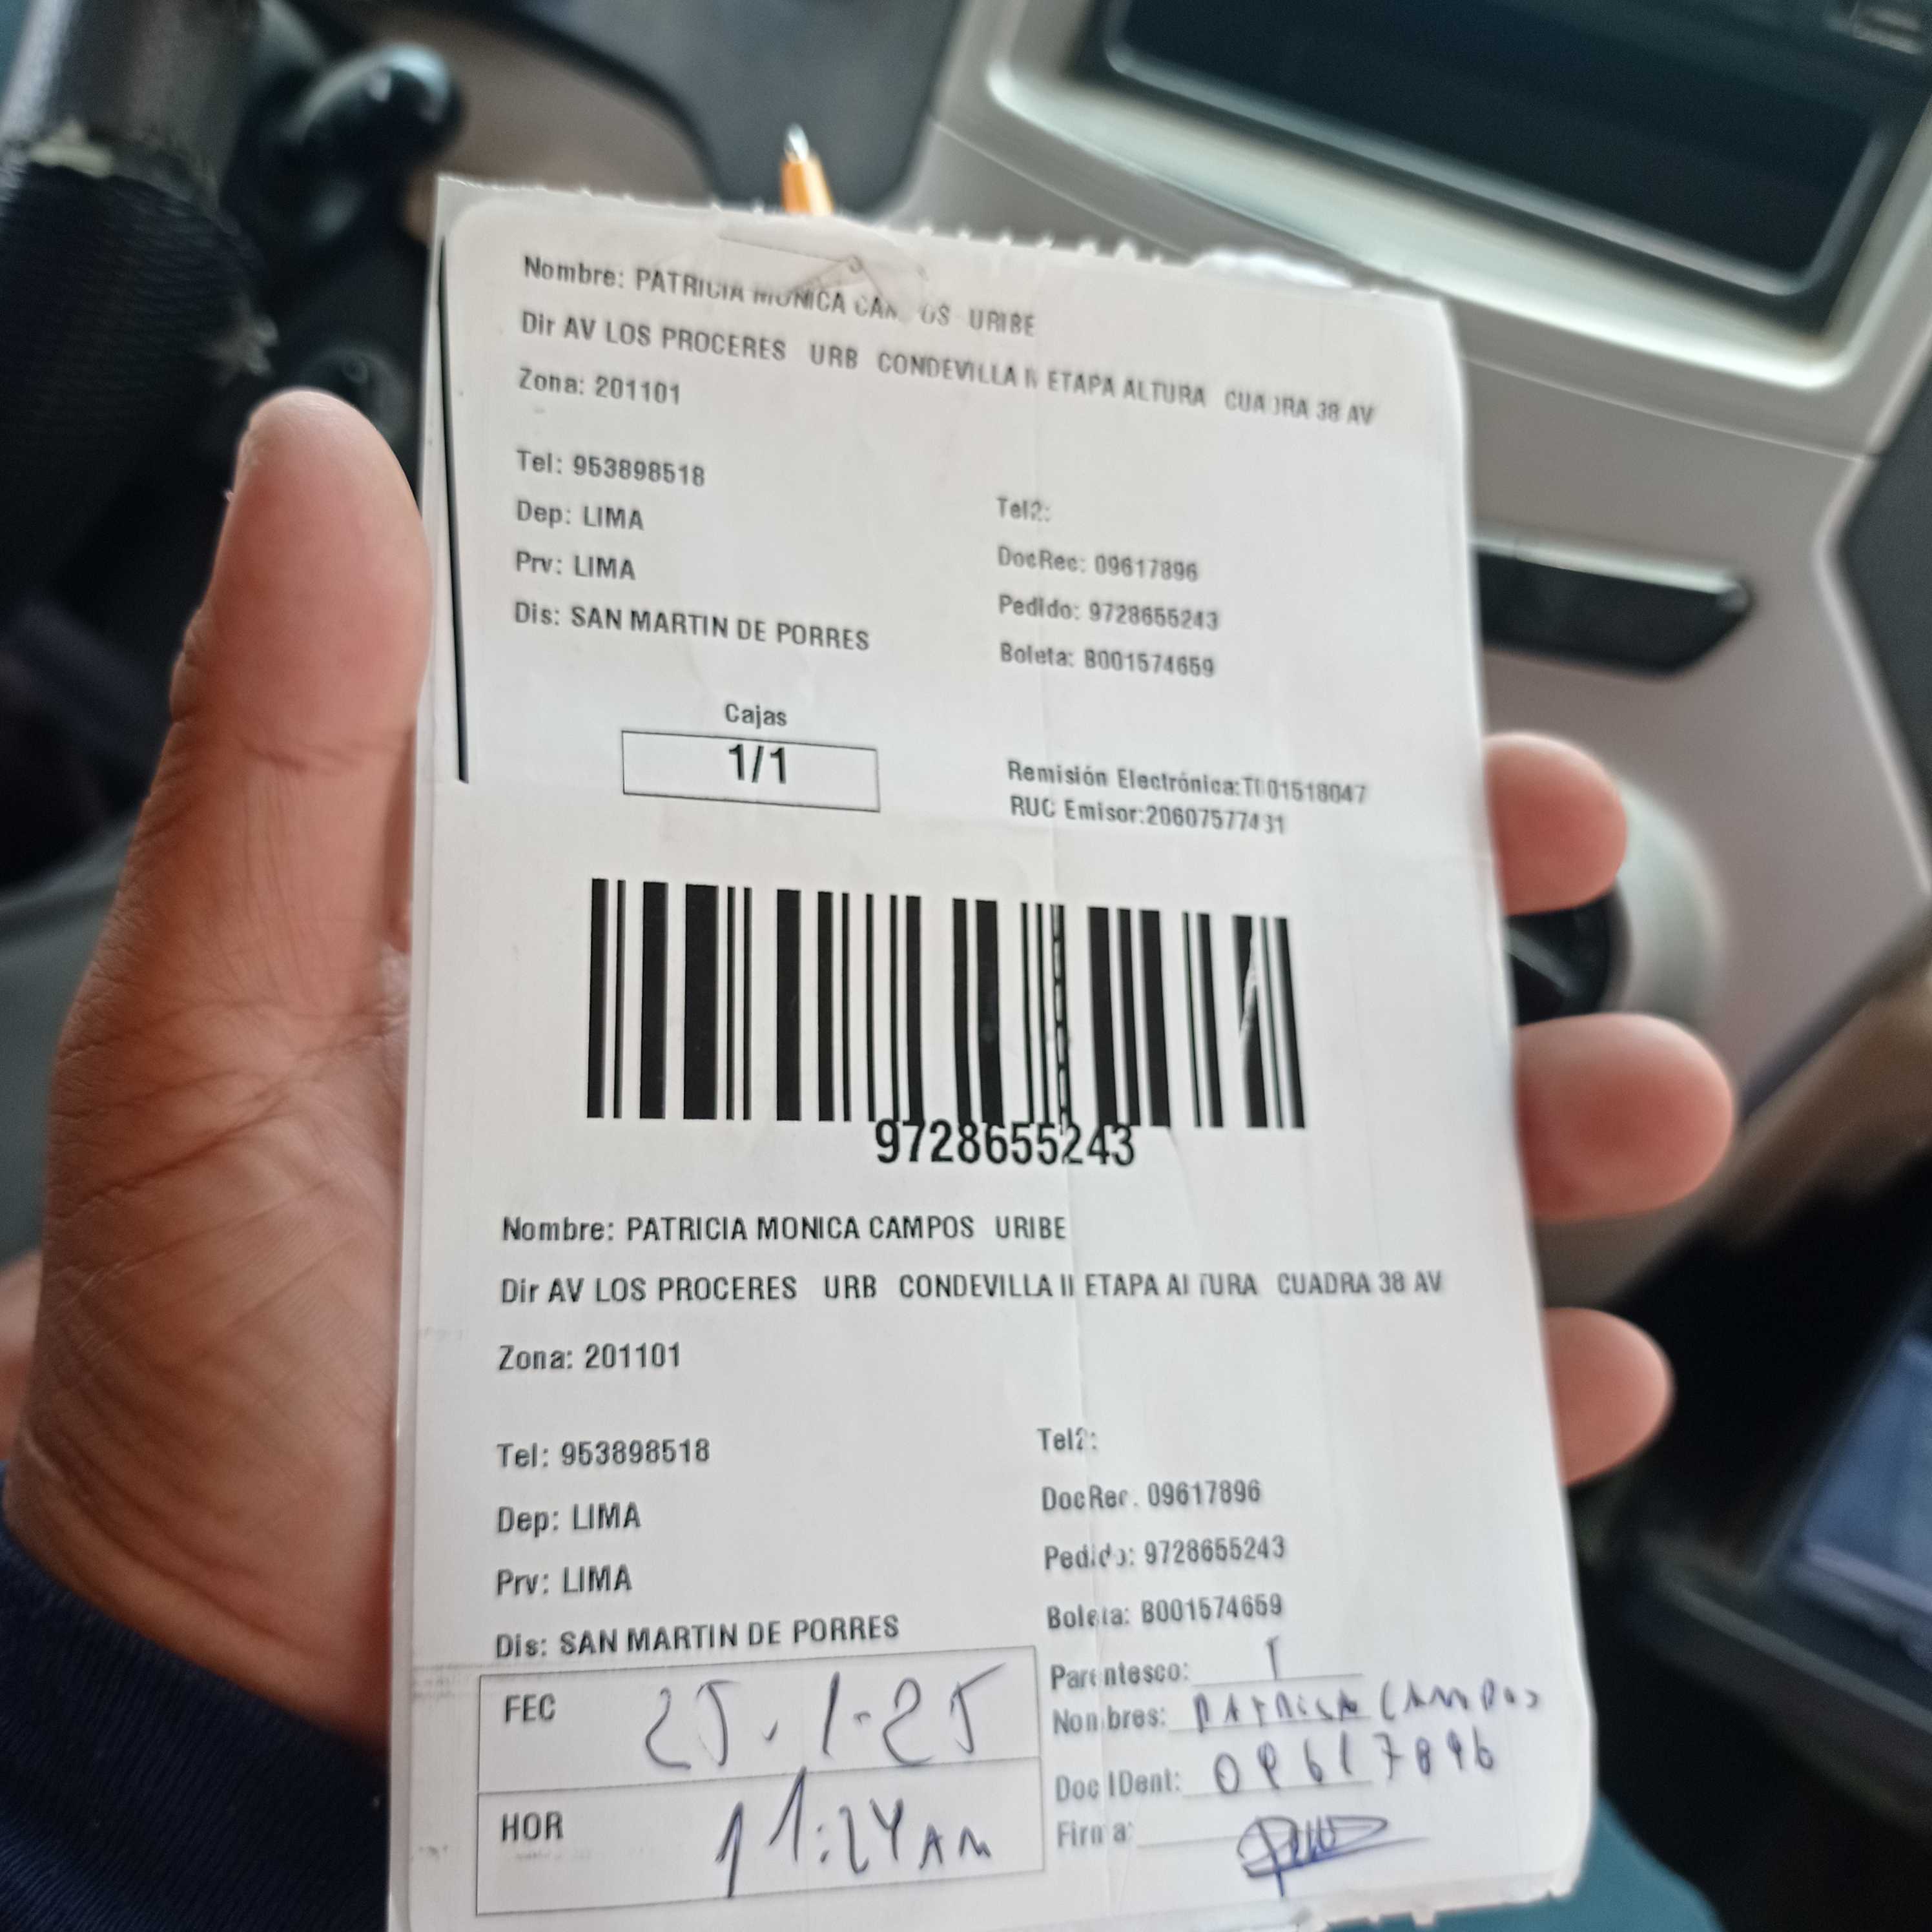 Nombre: PATRICIA MONICA CAMPOS URIBE
Dir AV LOS PROCERES URB CONDEVILLA II ETAPA ALTURA CUADRA 38 AV
Zona: 201101
Tel: 953898518
Tel2:
Dep: LIMA
DocRec: 09617896
Prv: LIMA
Pedido: 9728655243
Dis: SAN MARTIN DE PORRES
Boleta: B001574659
Cajas
1/1
Remisión Electrónica:T001518047
RUC Emisor:20607577431
9728655243
Nombre: PATRICIA MONICA CAMPOS URIBE
Dir AV LOS PROCERES URB CONDEVILLA II ETAPA ALTURA CUADRA 38 AV
Zona: 201101
Tel: 953898518
Tel2:
Dep: LIMA
DocRec: 09617896
Prv: LIMA
Pedido: 9728655243
Dis: SAN MARTIN DE PORRES
Boleta: B001574659
FEC 25.1-25
Parentesco: T
Nombres: PATRICIA CAMPOS
HOR 11:24 AM
Doc IDent: 09617896
Firma: